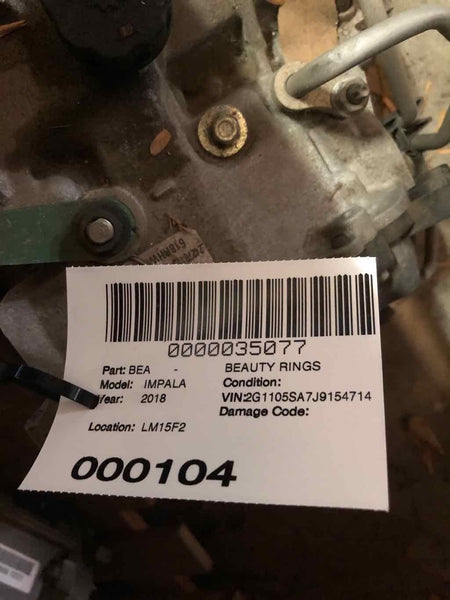 0000035077
Part: BEA - BEAUTY RINGS
Model: IMPALA Condition:
Year: 2018 VIN:2G1105SA7J9154714
Damage Code:
Location: LM15F2
000104